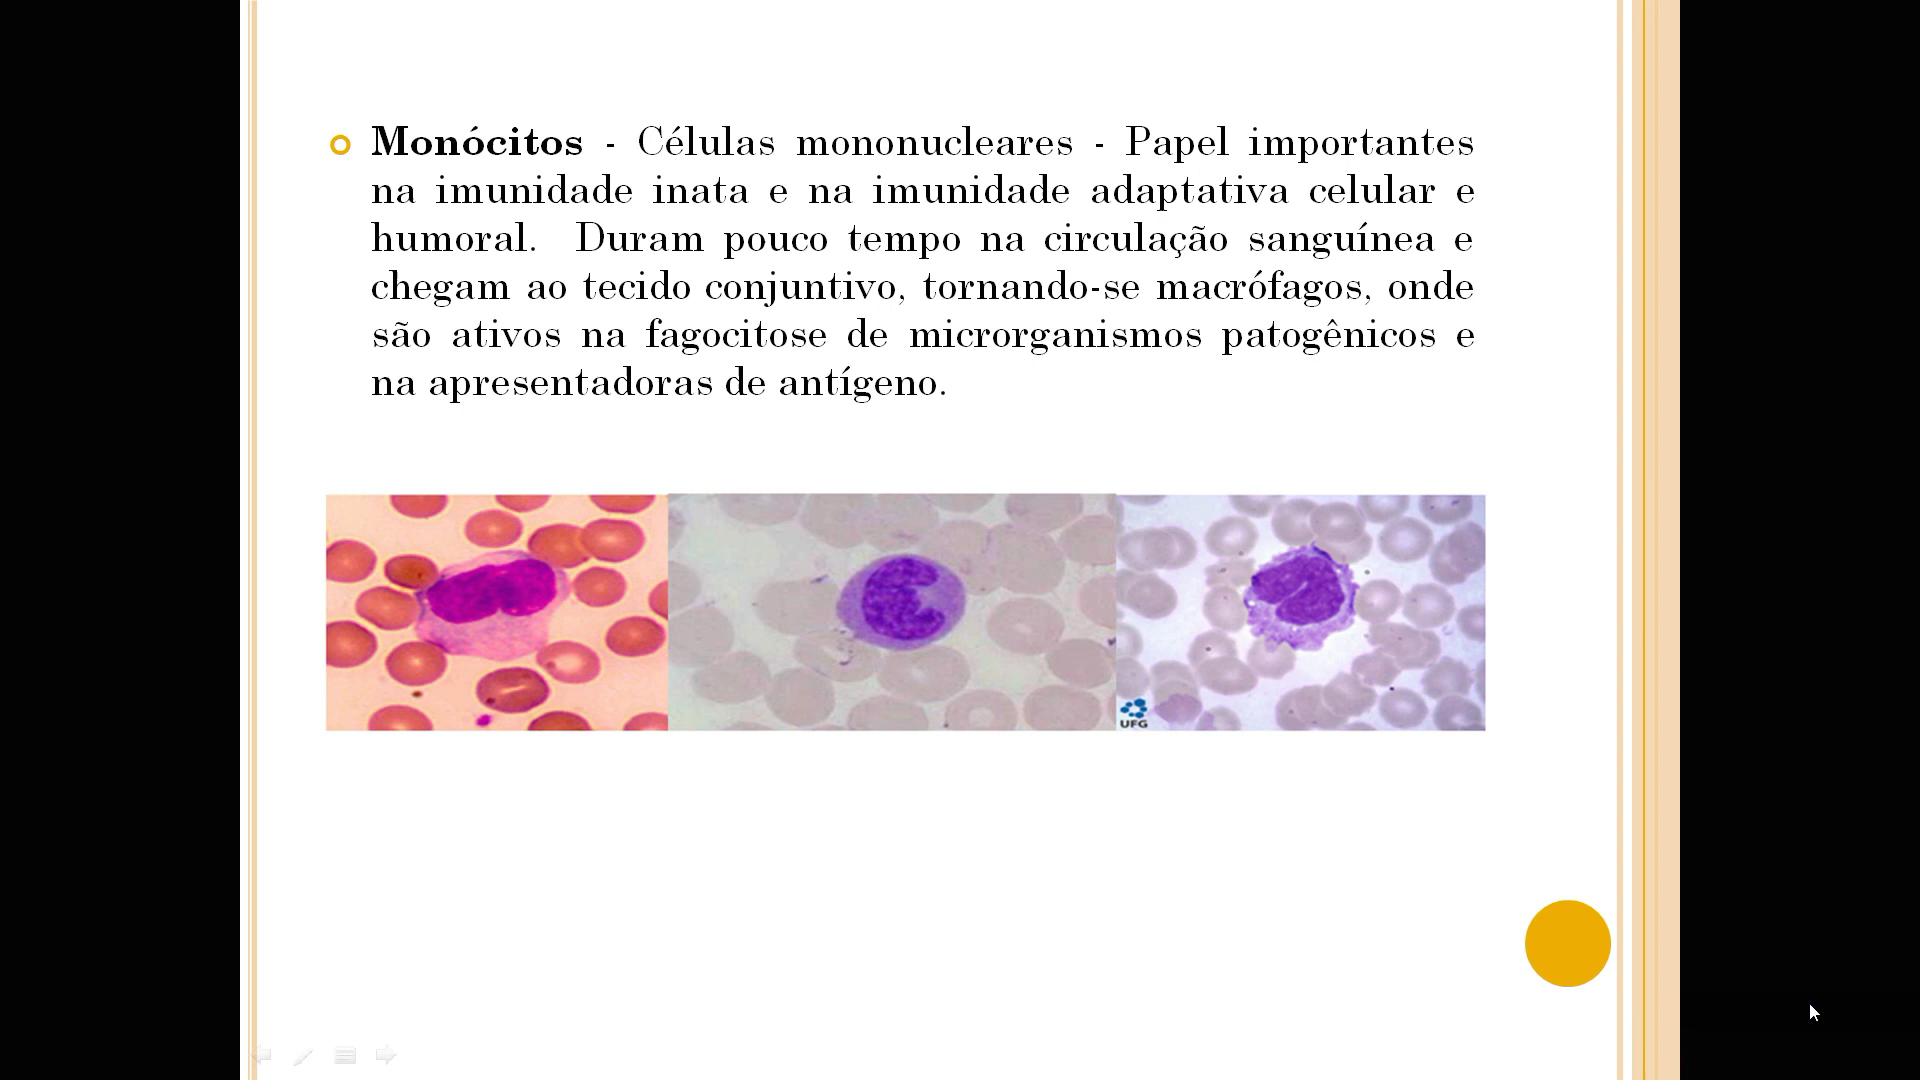 Monócitos - Células mononucleares - Papel importantes
na imunidade inata e na imunidade adaptativa celular e
humoral. Duram pouco tempo na circulação sanguínea e
chegam ao tecido conjuntivo, tornando-se macrófagos, onde
são ativos na fagocitose de microrganismos patogênicos e
na apresentadoras de antígeno.
UFG